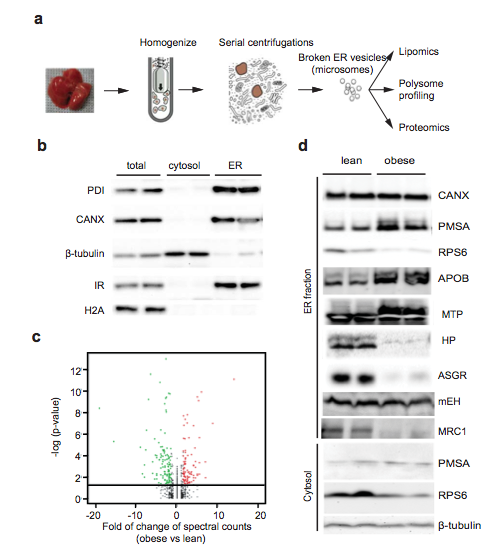 a
Homogenize
Serial centrifugations
Broken ER vesicles
(microsomes)
Lipomics
Polysome
profiling
Proteomics
b
total cytosol ER
PDI
CANX
β-tubulin
IR
H2A
c
-log (p-value)
12
10
8
6
4
2
0
-20 -10 0 10 20
Fold of change of spectral counts
(obese vs lean)
d
lean obese
ER fraction
CANX
PMSA
RPS6
APOB
MTP
HP
ASGR
mEH
MRC1
Cytosol
PMSA
RPS6
β-tubulin